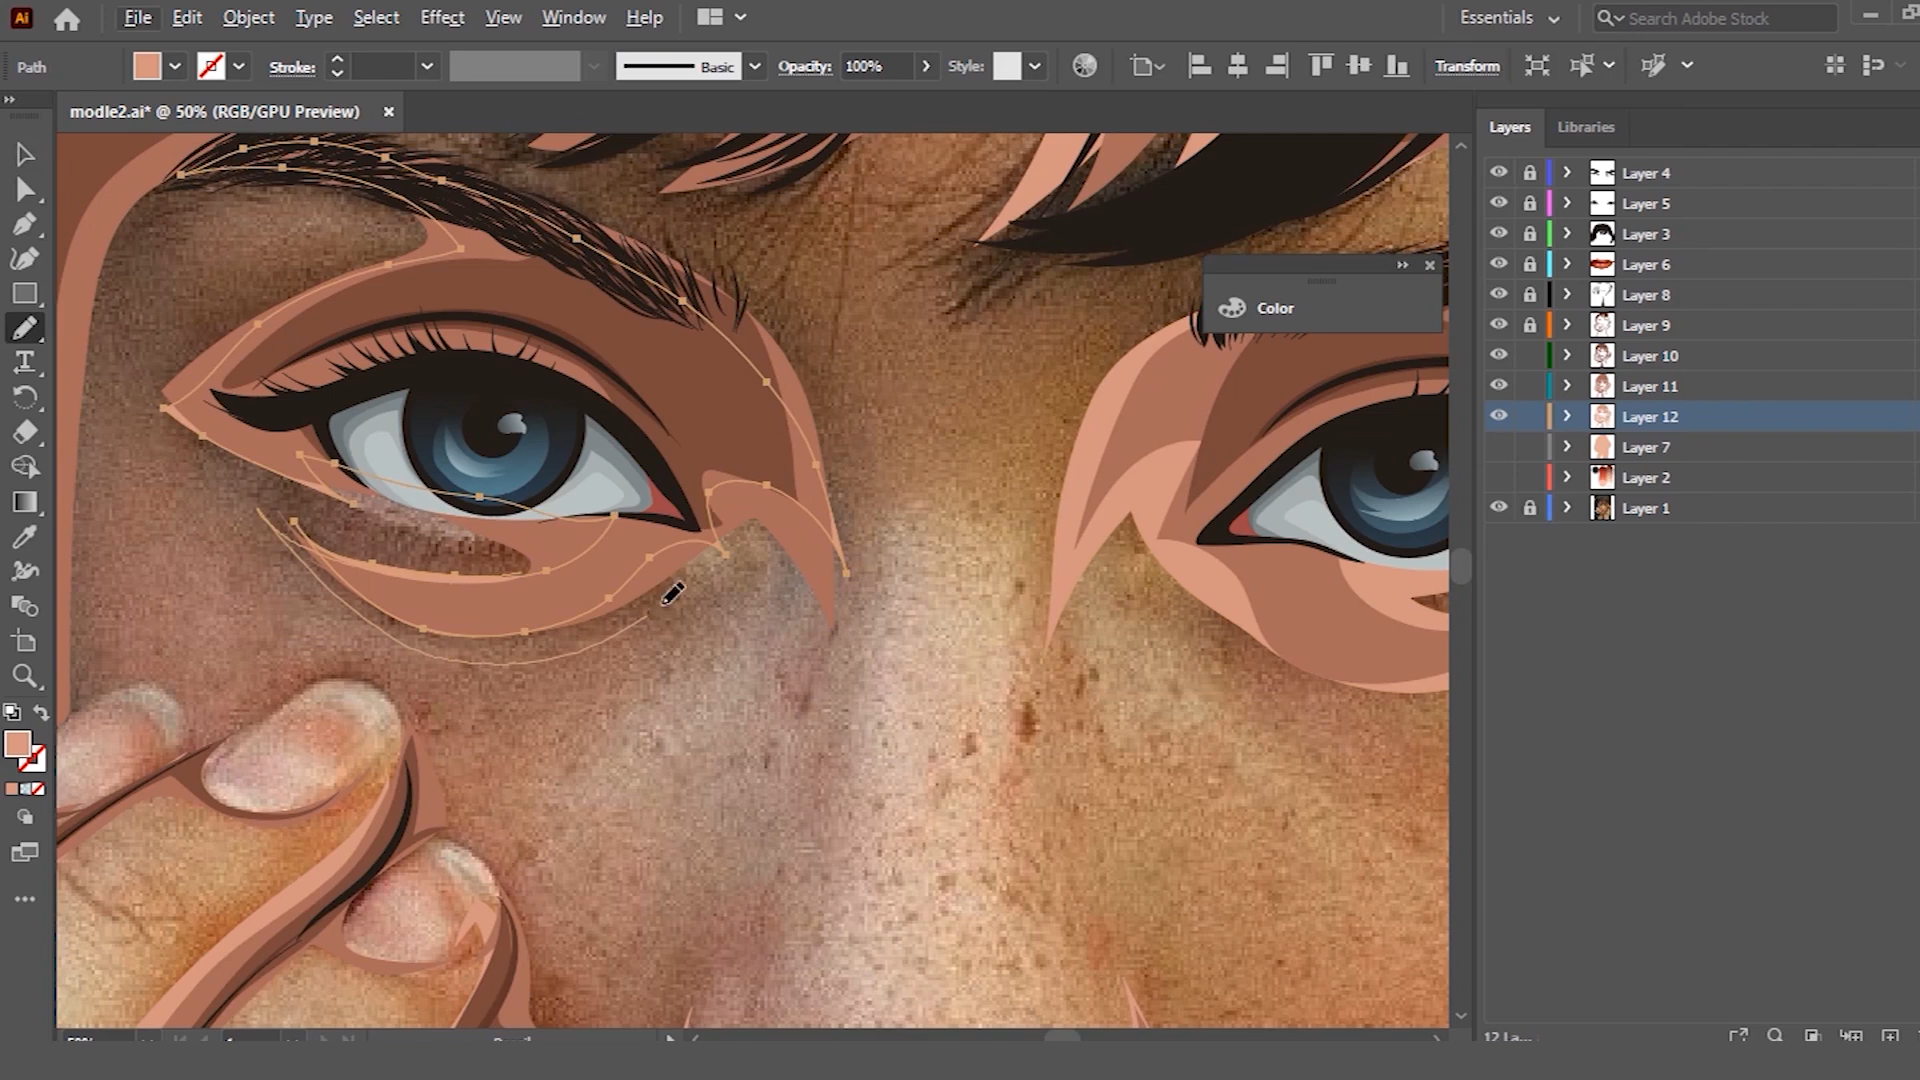 Ai File Edit Object Type Select Effect View Window Help Essentials Search Adobe Stock
Path Stroke: Basic Opacity: 100% Style: Transform
modle2.ai* @ 50% (RGB/GPU Preview) ×
Layers Libraries
Layer 4
Layer 5
Layer 3
Layer 6
Layer 8
Layer 9
Layer 10
Layer 11
Layer 12
Layer 7
Layer 2
Layer 1
Color